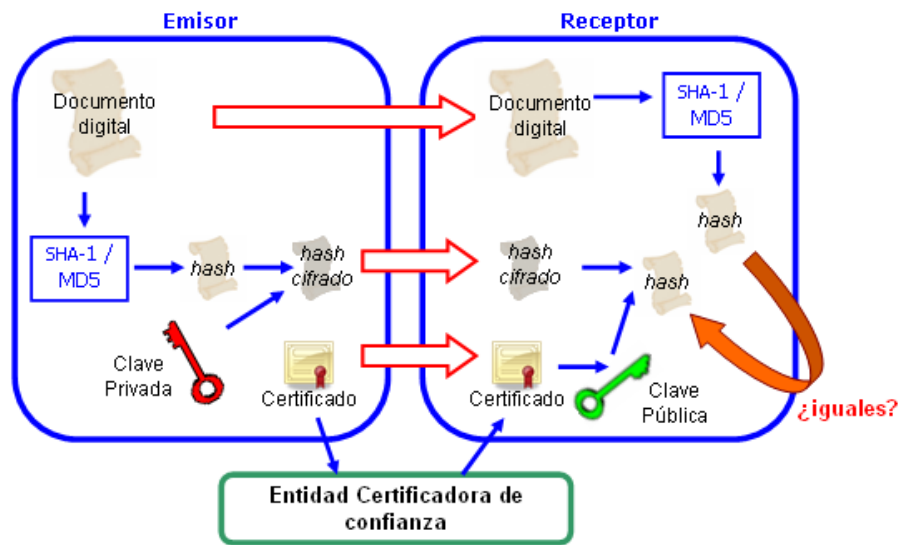 Emisor
Documento
digital
SHA-1 /
MD5
hash
hash
cifrado
Clave
Privada
Certificado
Receptor
Documento
digital
SHA-1 /
MD5
hash
hash
cifrado
hash
Certificado
Clave
Pública
¿iguales?
Entidad Certificadora de
confianza